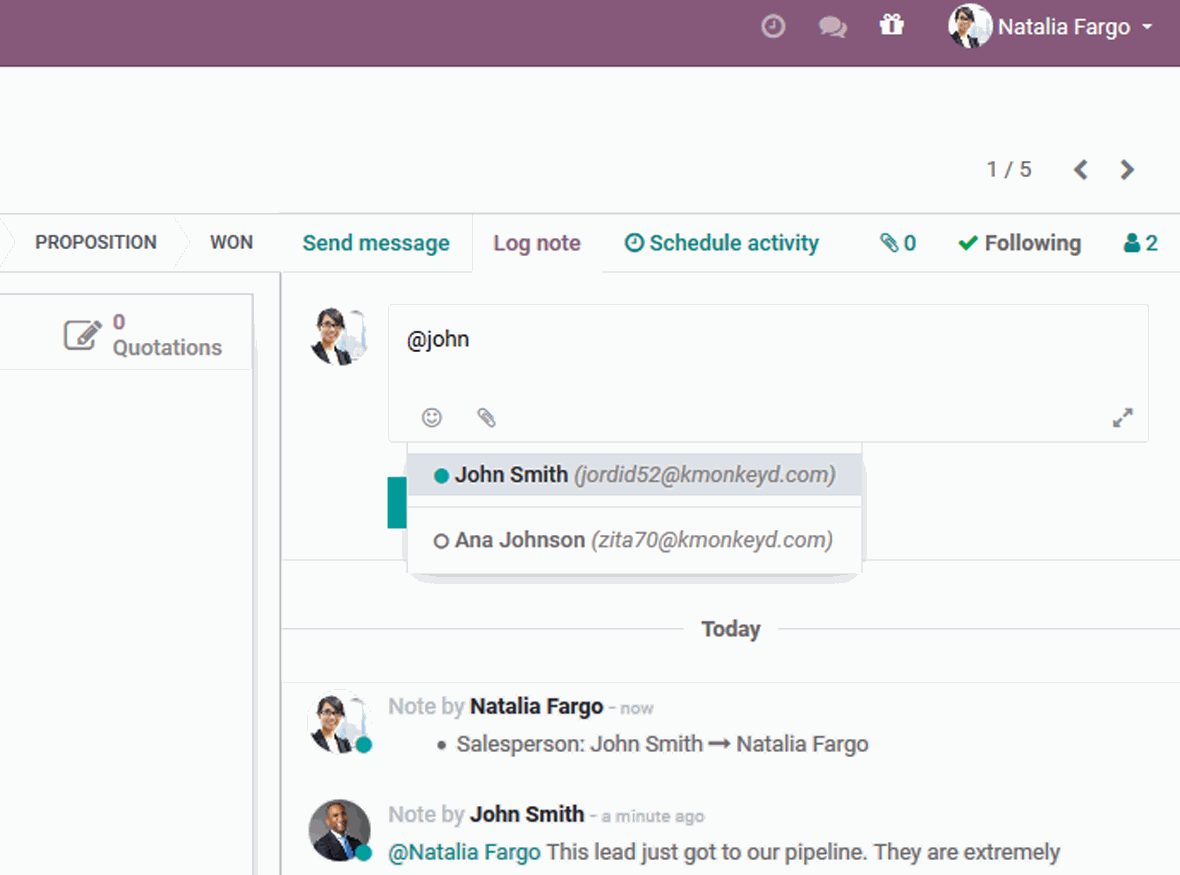 Natalia Fargo
1 / 5
PROPOSITION WON Send message Log note Schedule activity 0 Following 2
0
Quotations
@john
John Smith (jordid52@kmonkeyd.com)
Ana Johnson (zita70@kmonkeyd.com)
Today
Note by Natalia Fargo - now
• Salesperson: John Smith → Natalia Fargo
Note by John Smith - a minute ago
@Natalia Fargo This lead just got to our pipeline. They are extremely